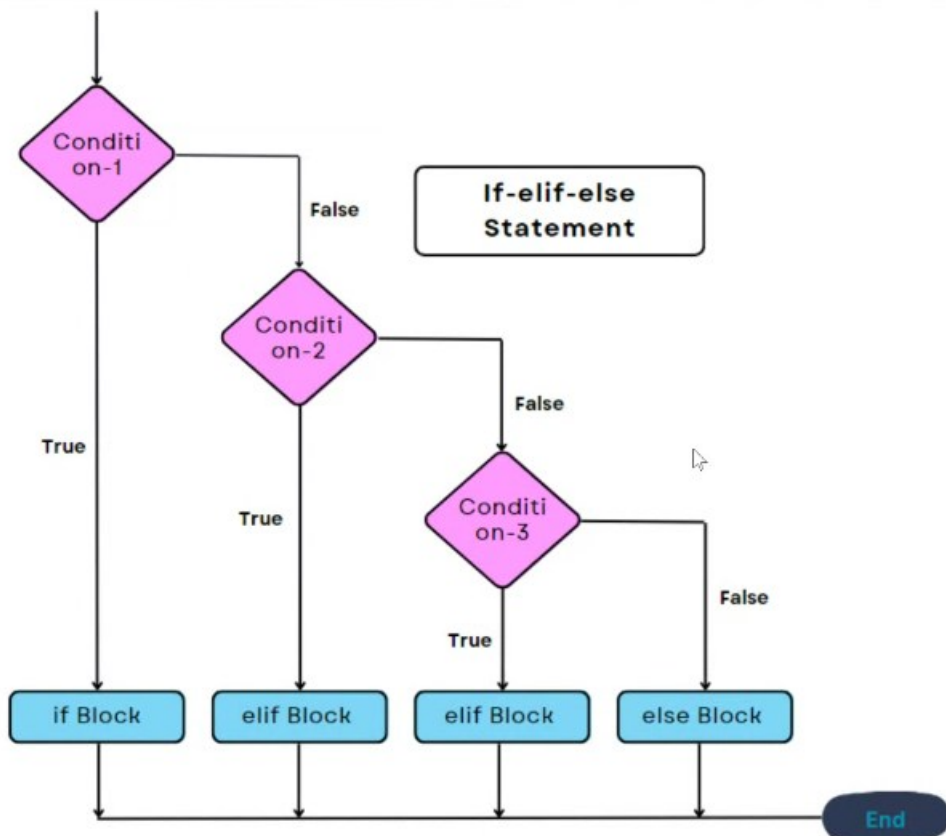 Conditi
on-1
False
If-elif-else
Statement
Conditi
on-2
False
True
Conditi
on-3
True
False
True
if Block
elif Block
elif Block
else Block
End